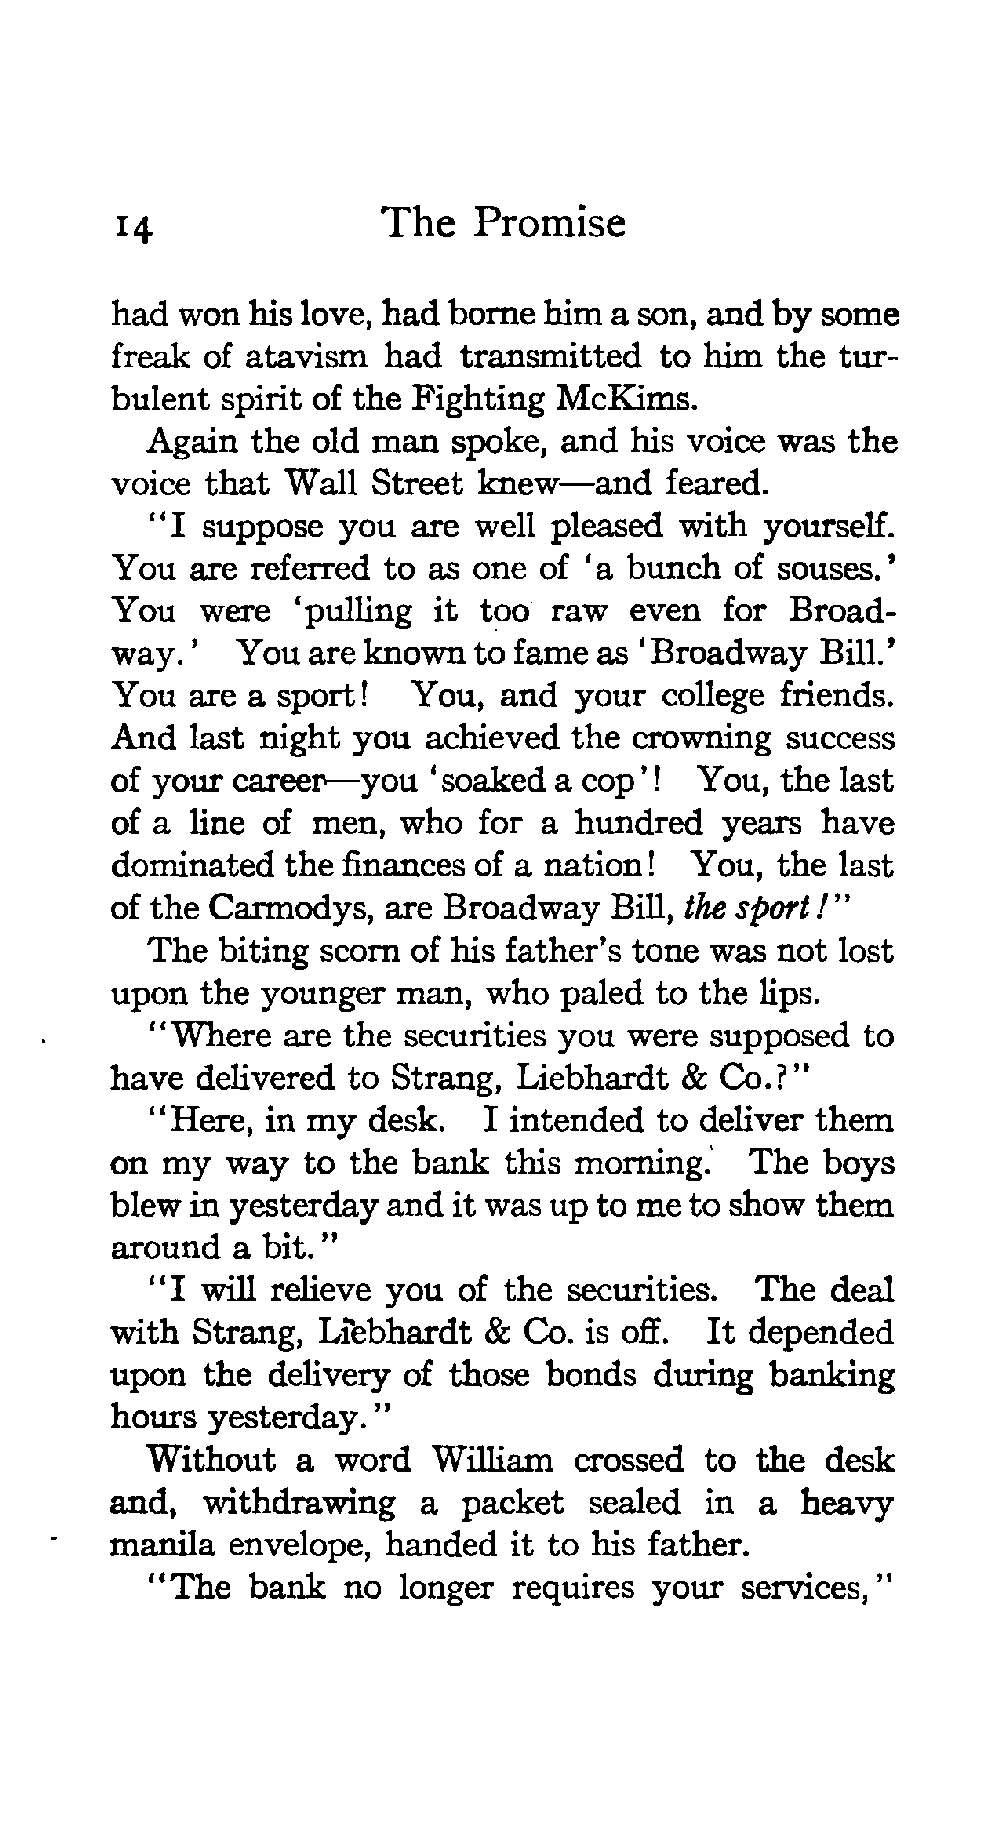 14 The Promise
had won his love, had borne him a son, and by some
freak of atavism had transmitted to him the tur-
bulent spirit of the Fighting McKims.
Again the old man spoke, and his voice was the
voice that Wall Street knew—and feared.
"I suppose you are well pleased with yourself.
You are referred to as one of 'a bunch of souses.'
You were 'pulling it too raw even for Broad-
way.' You are known to fame as 'Broadway Bill.'
You are a sport! You, and your college friends.
And last night you achieved the crowning success
of your career—you 'soaked a cop'! You, the last
of a line of men, who for a hundred years have
dominated the finances of a nation! You, the last
of the Carmodys, are Broadway Bill, the sport!"
The biting scorn of his father's tone was not lost
upon the younger man, who paled to the lips.
"Where are the securities you were supposed to
have delivered to Strang, Liebhardt & Co.?"
"Here, in my desk. I intended to deliver them
on my way to the bank this morning. The boys
blew in yesterday and it was up to me to show them
around a bit."
"I will relieve you of the securities. The deal
with Strang, Liebhardt & Co. is off. It depended
upon the delivery of those bonds during banking
hours yesterday."
Without a word William crossed to the desk
and, withdrawing a packet sealed in a heavy
manila envelope, handed it to his father.
"The bank no longer requires your services,"